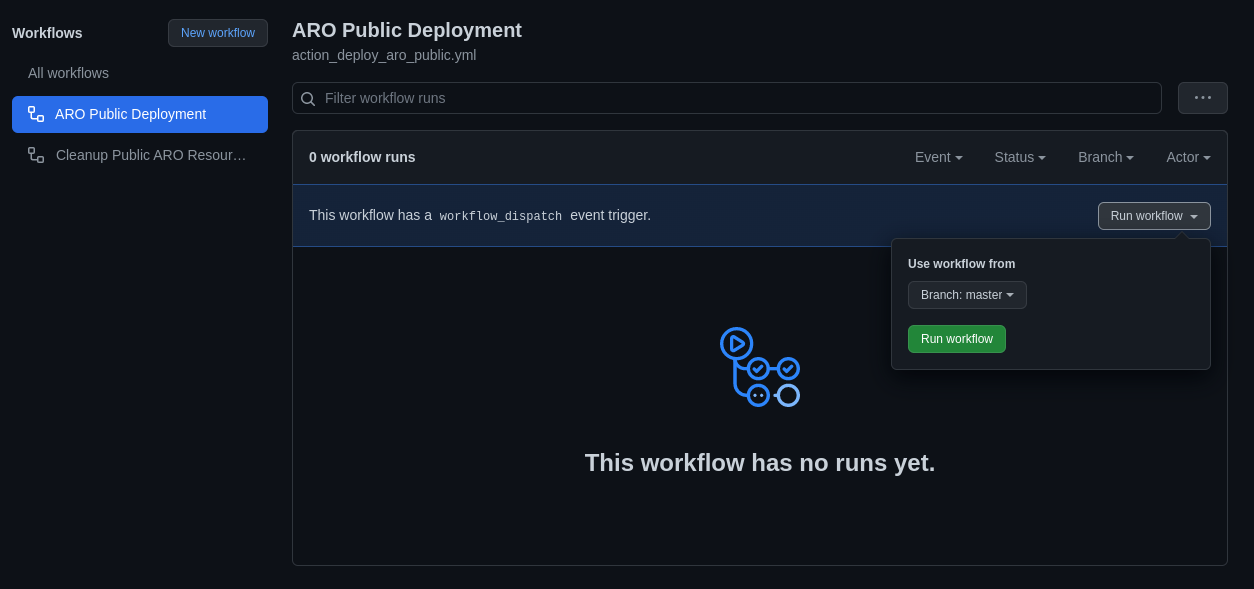 Workflows
New workflow
All workflows
ARO Public Deployment
Cleanup Public ARO Resour…
ARO Public Deployment
action_deploy_aro_public.yml
Filter workflow runs
0 workflow runs
Event
Status
Branch
Actor
This workflow has a workflow_dispatch event trigger.
Run workflow
Use workflow from
Branch: master
Run workflow
This workflow has no runs yet.